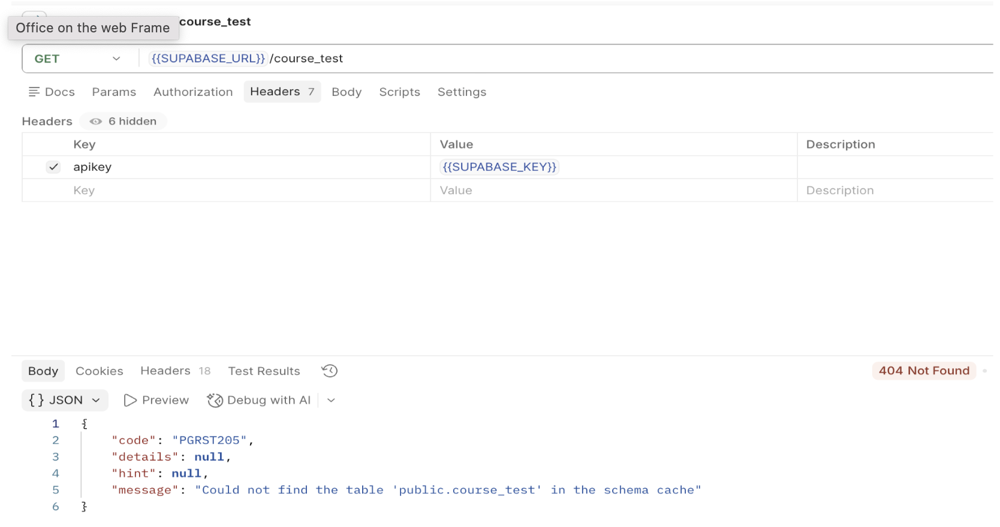 course_test
Office on the web Frame
GET {{SUPABASE_URL}} /course_test
Docs Params Authorization Headers 7 Body Scripts Settings
Headers 6 hidden
Key Value Description
apikey {{SUPABASE_KEY}}
Key Value Description
Body Cookies Headers 18 Test Results 404 Not Found
{} JSON Preview Debug with AI
1 {
2 "code": "PGRST205",
3 "details": null,
4 "hint": null,
5 "message": "Could not find the table 'public.course_test' in the schema cache"
6 }